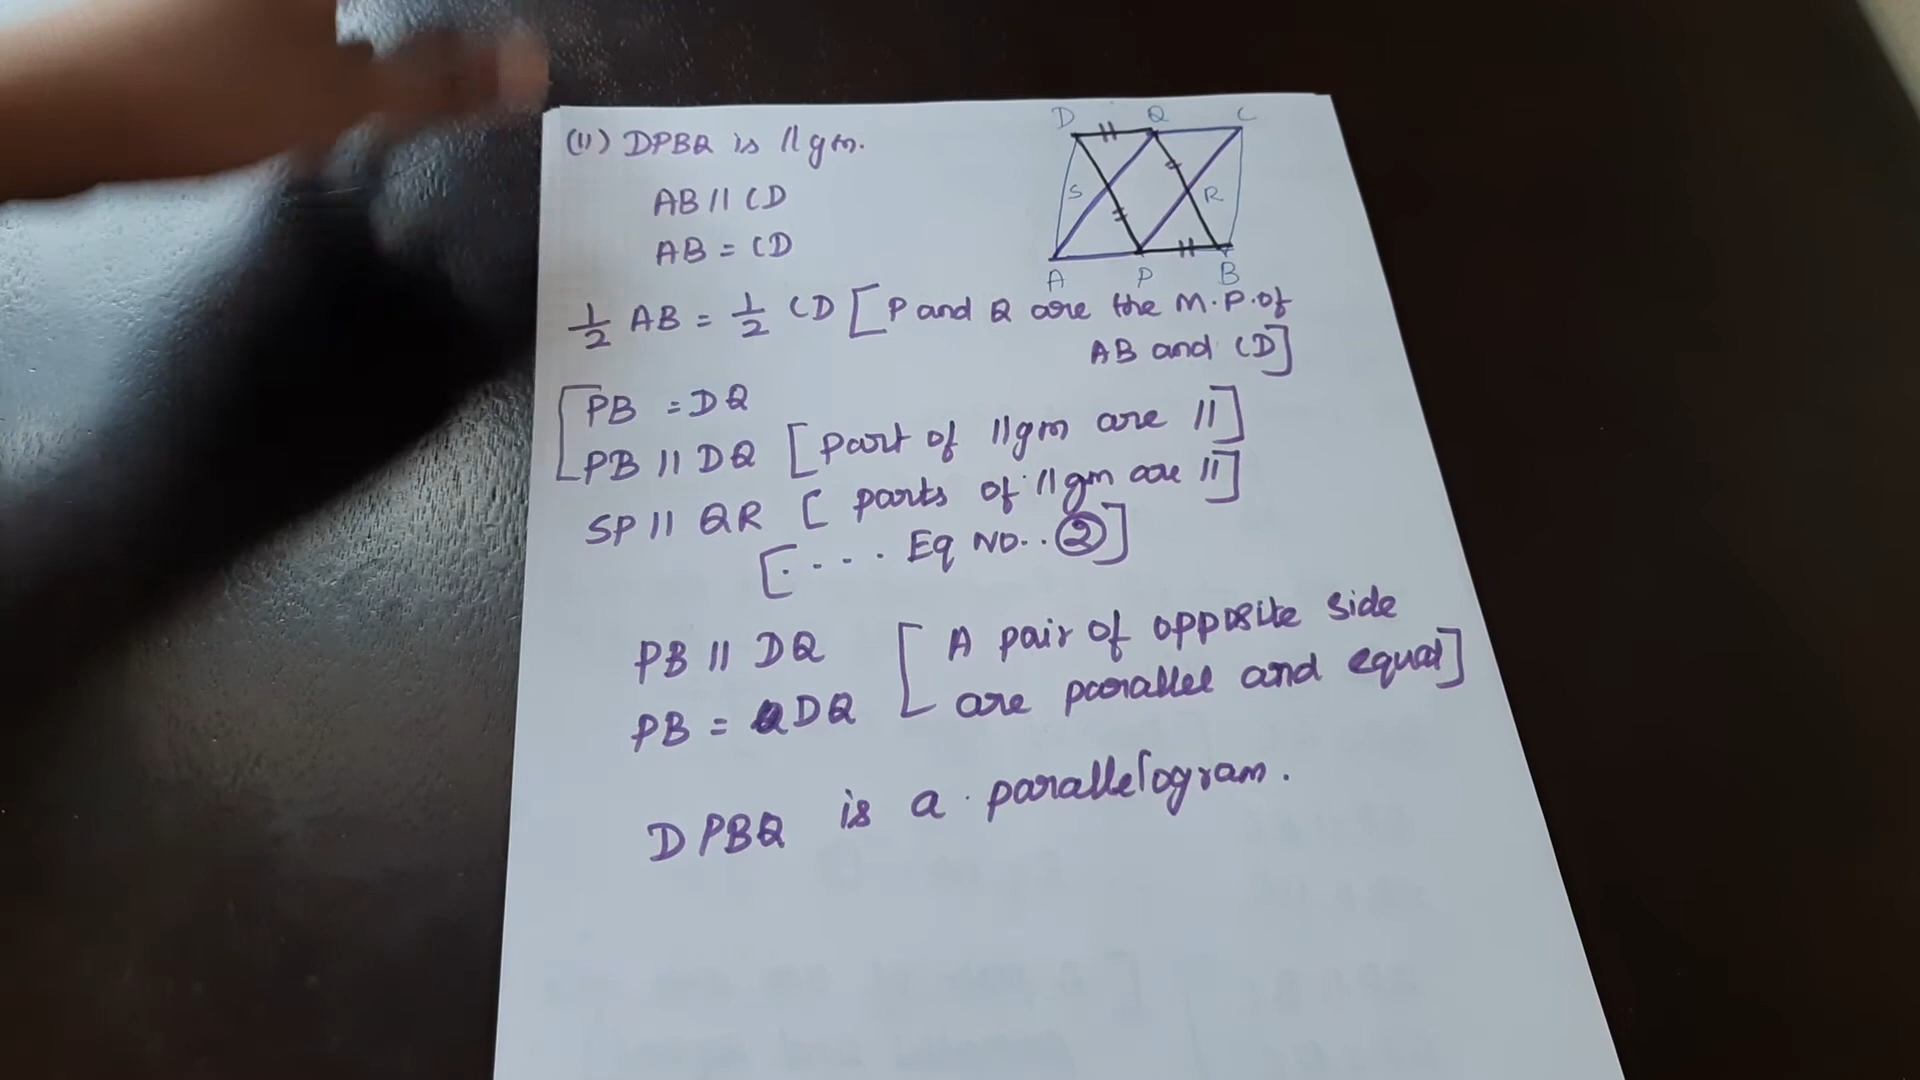 (11) DPBQ is ||gm.
AB || CD
AB = CD
1/2 AB = 1/2 CD [P and Q are the M.P. of
AB and CD]
PB = DQ
PB || DQ [part of ||gm are ||]
SP || QR [parts of ||gm are ||]
[.... Eq No.. ②]
PB || DQ [A pair of opposite side
PB = DQ are parallel and equal]
DPBQ is a parallelogram.
D Q C
S R
A P B